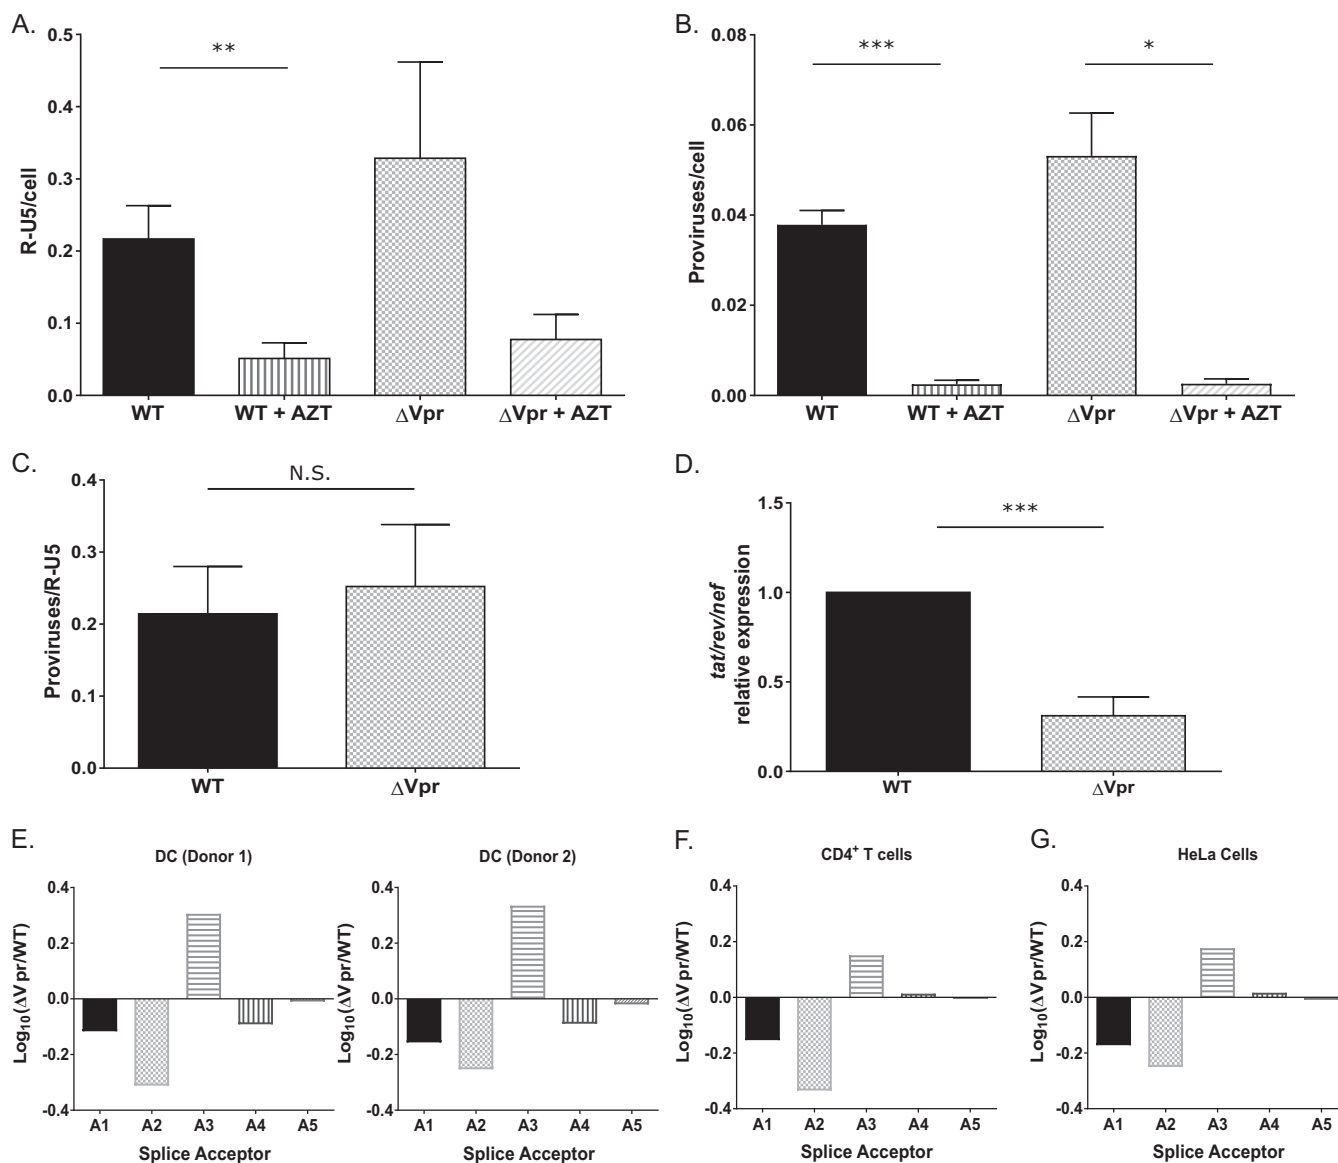 A.
R-U5/cell
0.5
0.4
0.3
0.2
0.1
0.0
**
WT
WT + AZT
ΔVpr
ΔVpr + AZT
B.
Proviruses/cell
0.08
0.06
0.04
0.02
0.00
***
*
WT
WT + AZT
ΔVpr
ΔVpr + AZT
C.
Proviruses/R-U5
0.4
0.3
0.2
0.1
0.0
N.S.
WT
ΔVpr
D.
tat/rev/nef
relative expression
1.5
1.0
0.5
0.0
***
WT
ΔVpr
E.
DC (Donor 1)
Log10(ΔVpr/WT)
0.4
0.2
0.0
-0.2
-0.4
A1 A2 A3 A4 A5
Splice Acceptor
DC (Donor 2)
Log10(ΔVpr/WT)
0.4
0.2
0.0
-0.2
-0.4
A1 A2 A3 A4 A5
Splice Acceptor
F.
CD4+ T cells
Log10(ΔVpr/WT)
0.4
0.2
0.0
-0.2
-0.4
A1 A2 A3 A4 A5
Splice Acceptor
G.
HeLa Cells
Log10(ΔVpr/WT)
0.4
0.2
0.0
-0.2
-0.4
A1 A2 A3 A4 A5
Splice Acceptor